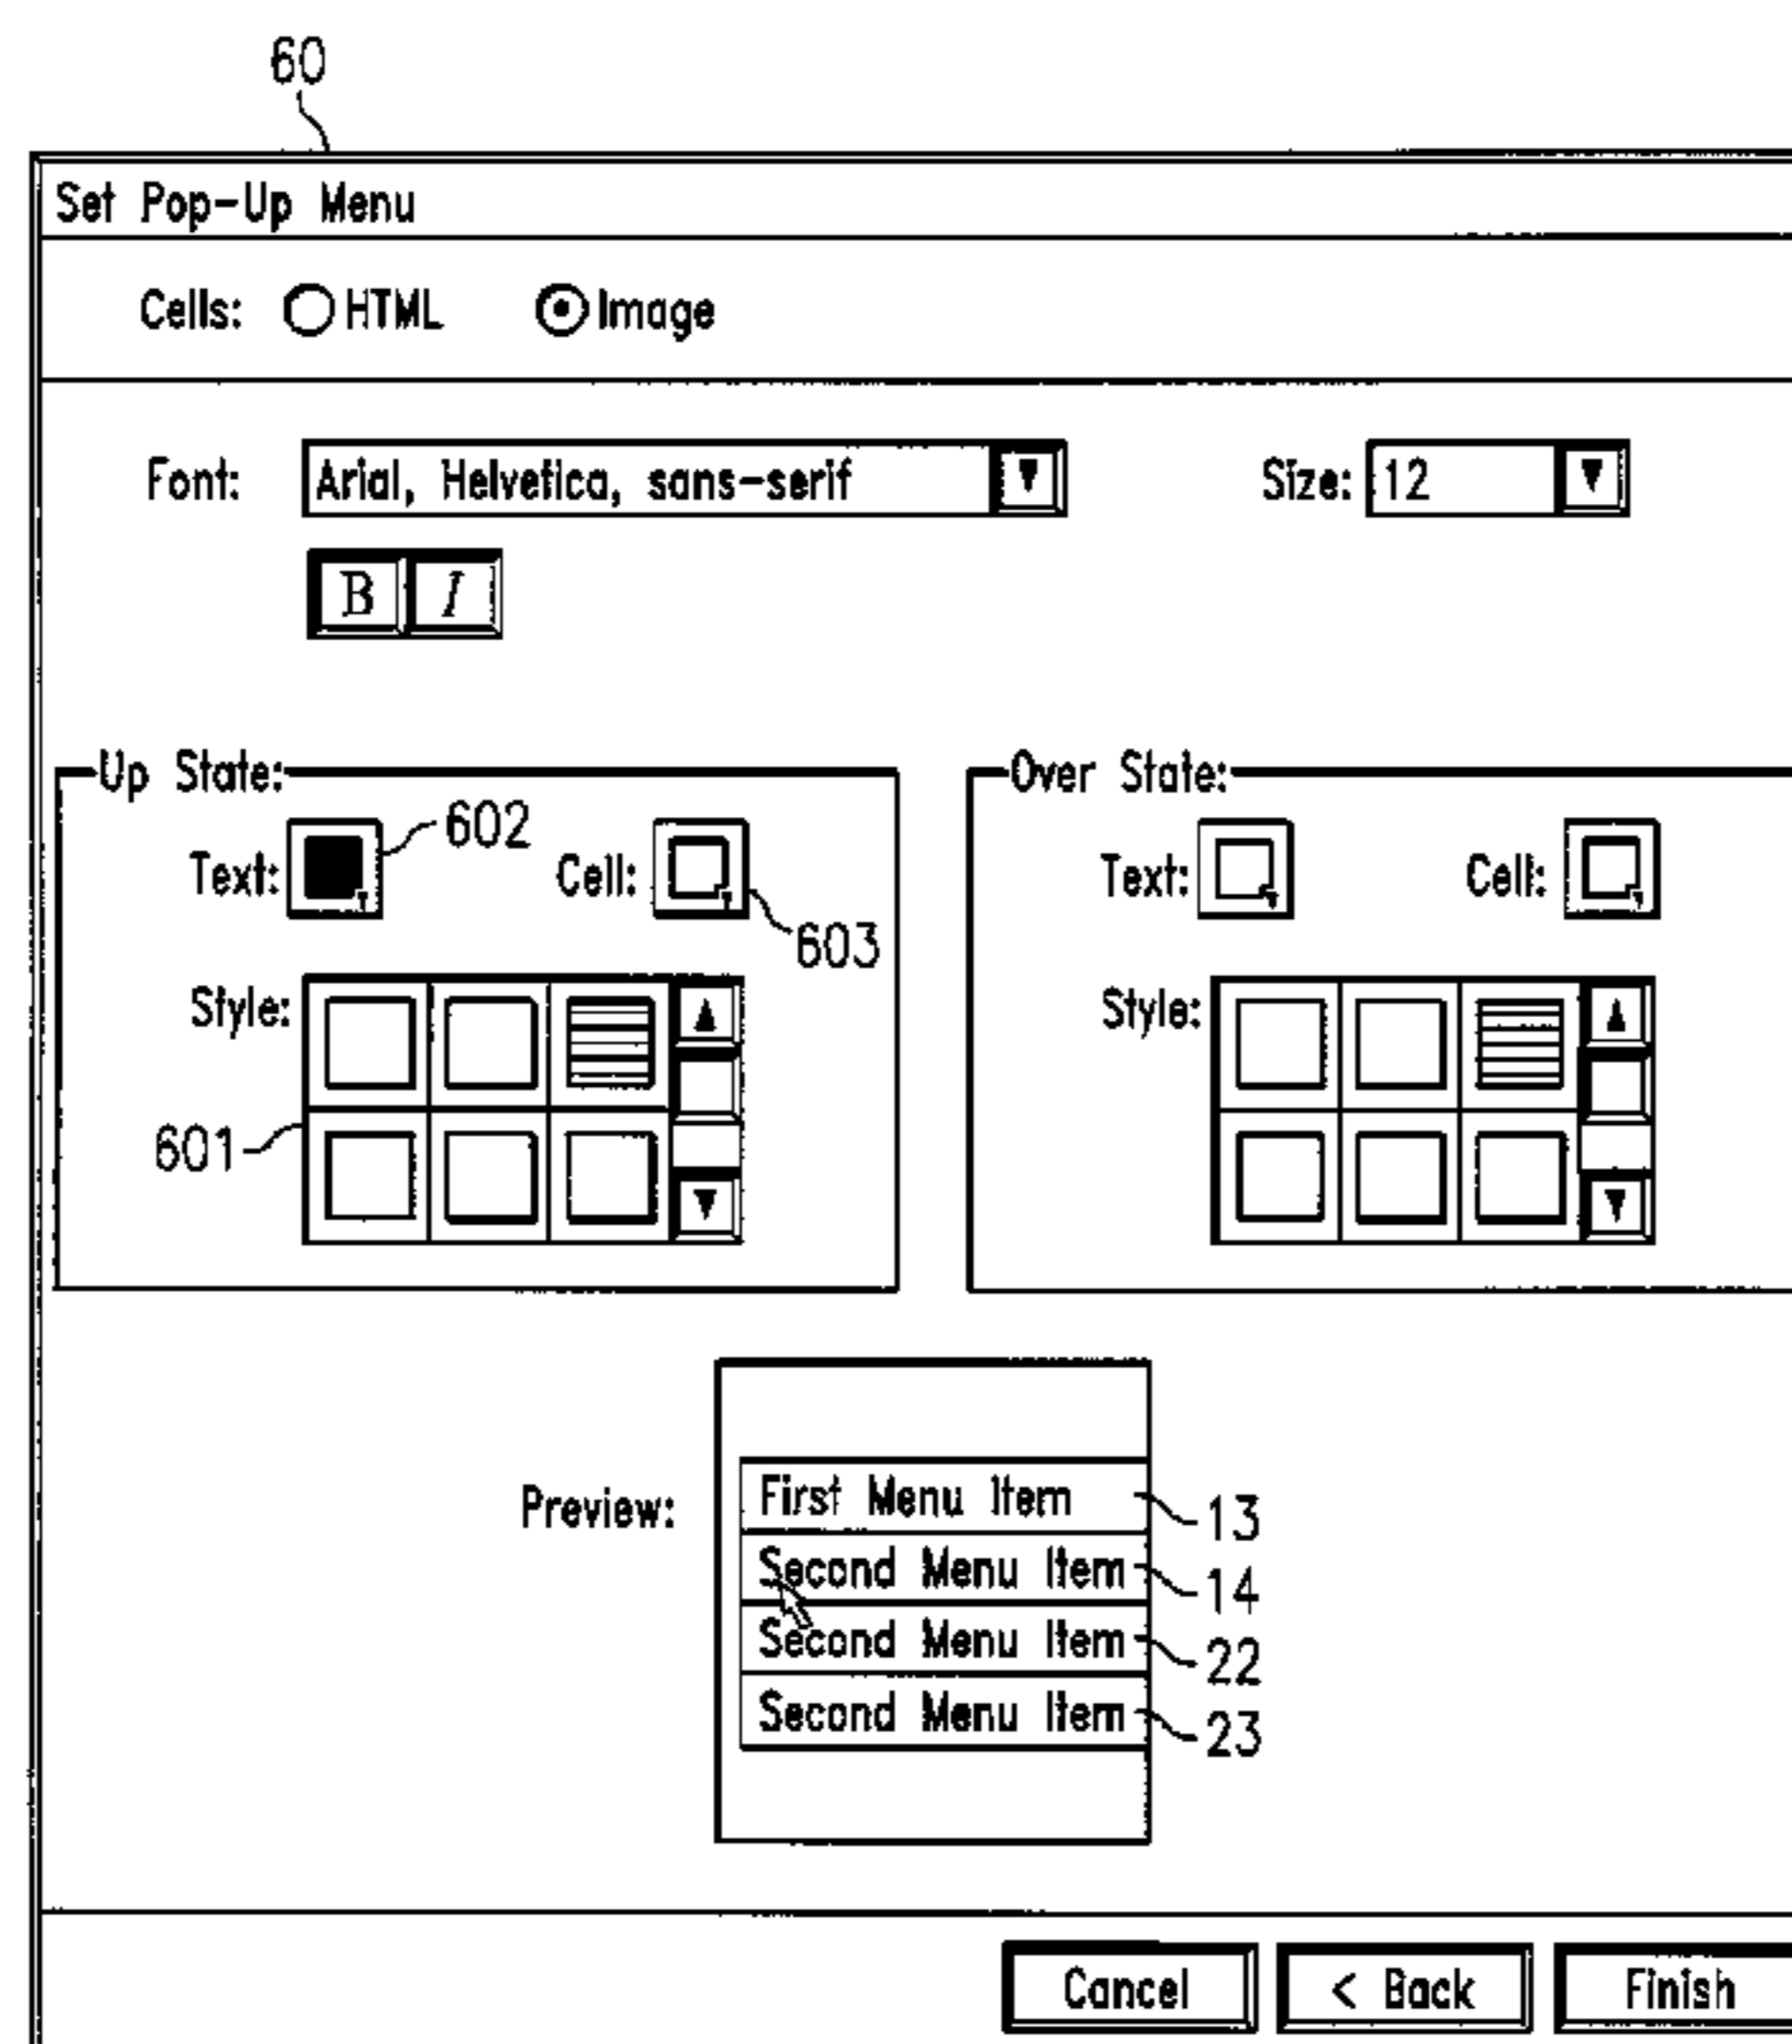 60
Set Pop-Up Menu
Cells: HTML Image
Font: Arial, Helvetica, sans-serif Size: 12
B I
Up State: Over State:
Text: 602 Cell: 603 Text: Cell:
Style: Style:
601
Preview:
First Menu Item 13
Second Menu Item 14
Second Menu Item 22
Second Menu Item 23
Cancel < Back Finish